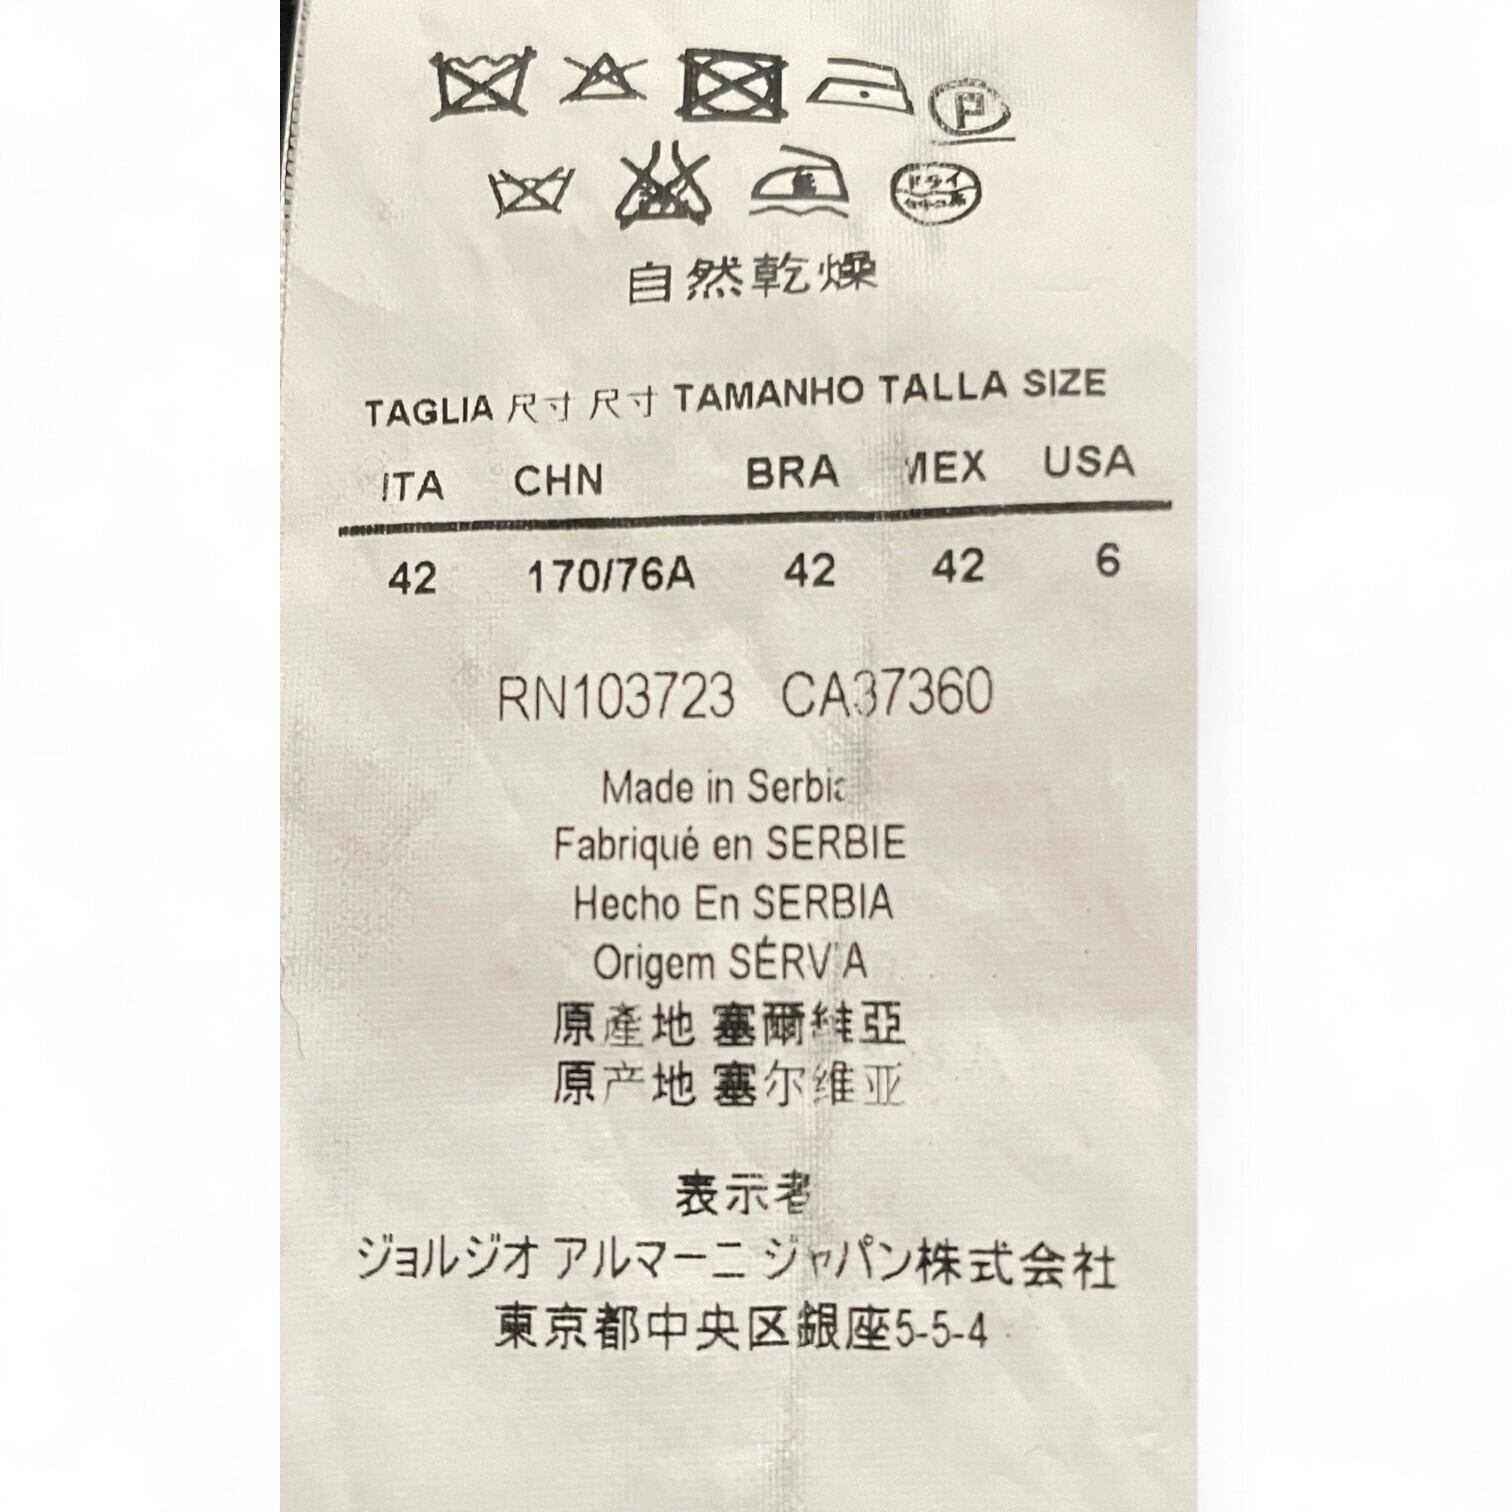 P
ドライ
自然乾燥
TAGLIA 尺寸 尺寸 TAMANHO TALLA SIZE
ITA CHN BRA MEX USA
42 170/76A 42 42 6
RN103723 CA37360
Made in Serbia
Fabriqué en SERBIE
Hecho En SERBIA
Origem SÉRVIA
原產地 塞爾維亞
原产地 塞尔维亚
表示者
ジョルジオ アルマーニ ジャパン株式会社
東京都中央区銀座5-5-4